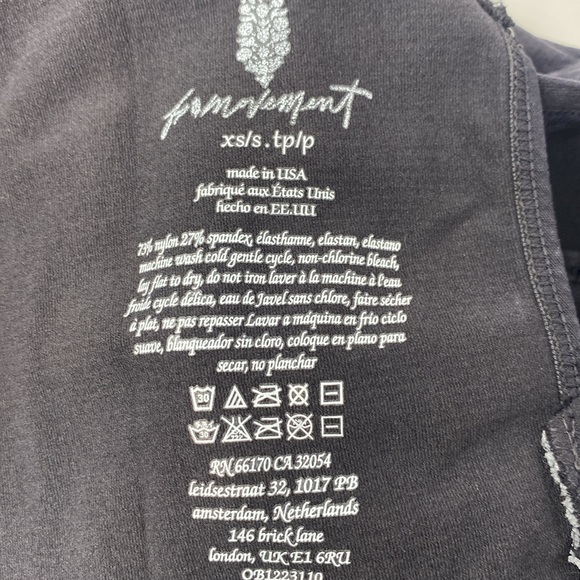 fpmovement
xs/s . tp/p
made in USA
fabriqué aux États Unis
hecho en EE.UU
73% nylon 27% spandex, élasthanne, elastan, elastano
machine wash cold gentle cycle, non-chlorine bleach,
lay flat to dry, do not iron laver à la machine à l'eau
froide cycle délica, eau de Javel sans chlore, faire sécher
à plat, ne pas repasser Lavar a máquina en frío ciclo
suave, blanqueador sin cloro, coloque en plano para
secar, no planchar
30
30
RN 66170 CA 32054
leidsestraat 32, 1017 PB
amsterdam, Netherlands
146 brick lane
london, UK E1 6RU
OB1223110